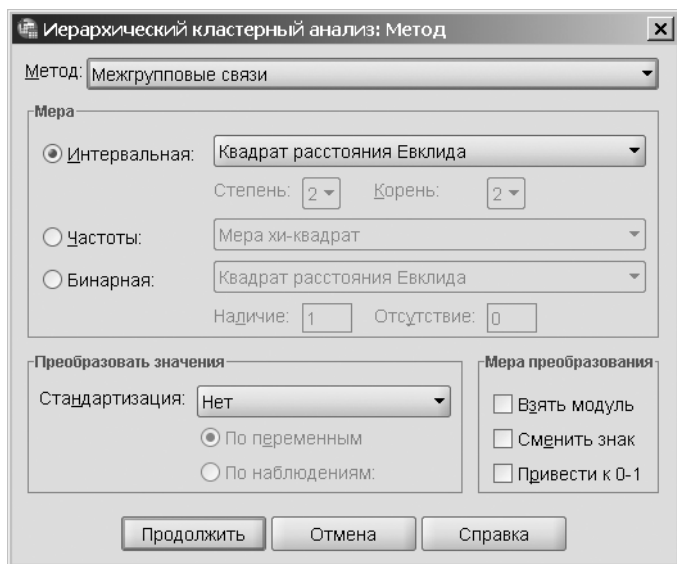 Иерархический кластерный анализ: Метод
Метод: Межгрупповые связи
Мера
Интервальная: Квадрат расстояния Евклида
Степень: 2 Корень: 2
Частоты: Мера хи-квадрат
Бинарная: Квадрат расстояния Евклида
Наличие: 1 Отсутствие: 0
Преобразовать значения
Стандартизация: Нет
По переменным
По наблюдениям:
Мера преобразования
Взять модуль
Сменить знак
Привести к 0-1
Продолжить Отмена Справка